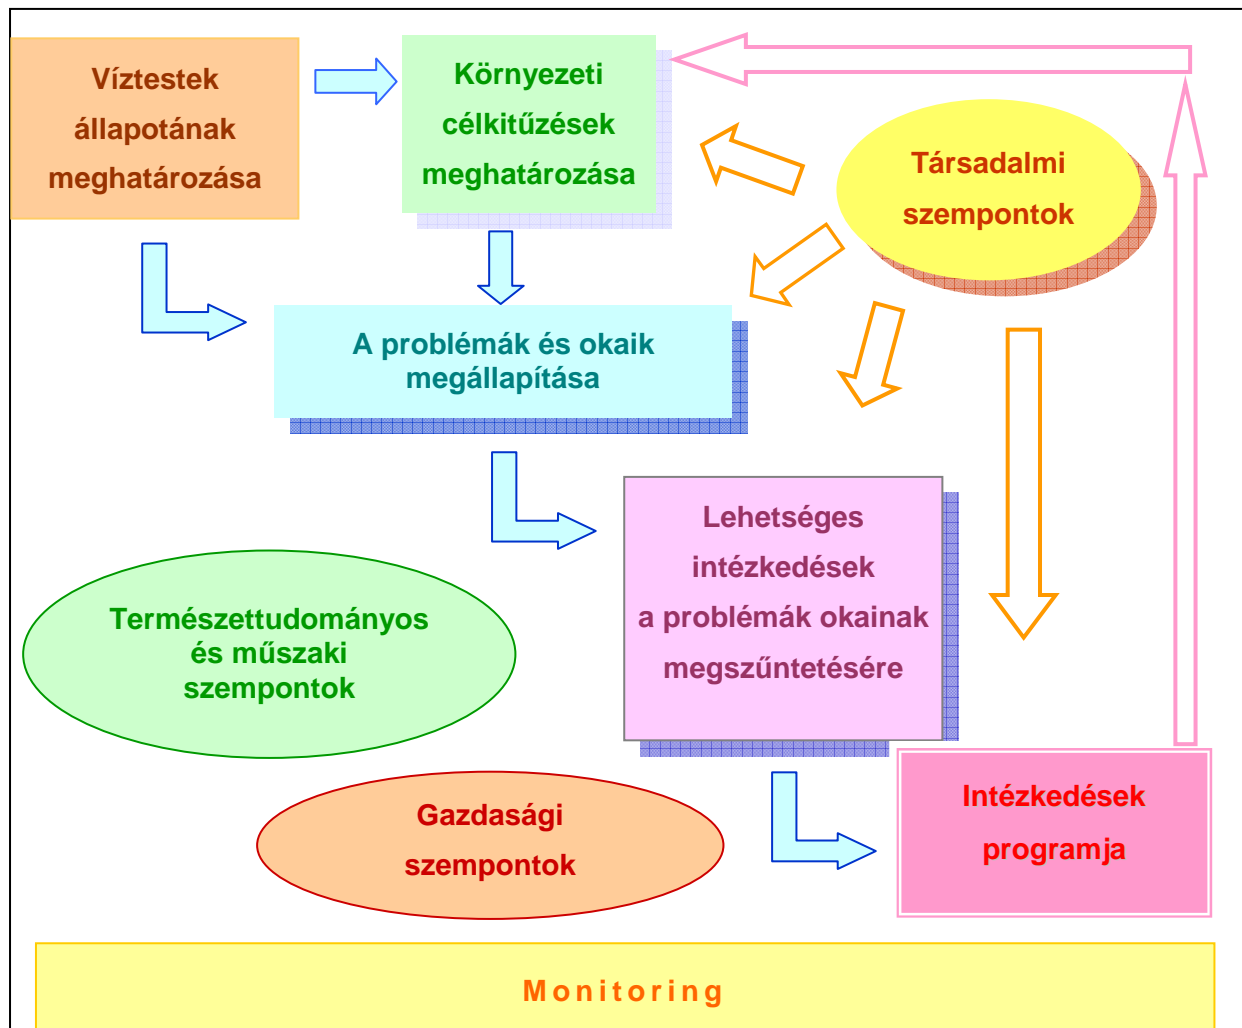 Víztestek
állapotának
meghatározása
Környezeti
célkitűzések
meghatározása
Társadalmi
szempontok
A problémák és okaik
megállapítása
Lehetséges
intézkedések
a problémák okainak
megszűntetésére
Természettudományos
és műszaki
szempontok
Gazdasági
szempontok
Intézkedések
programja
Monitoring